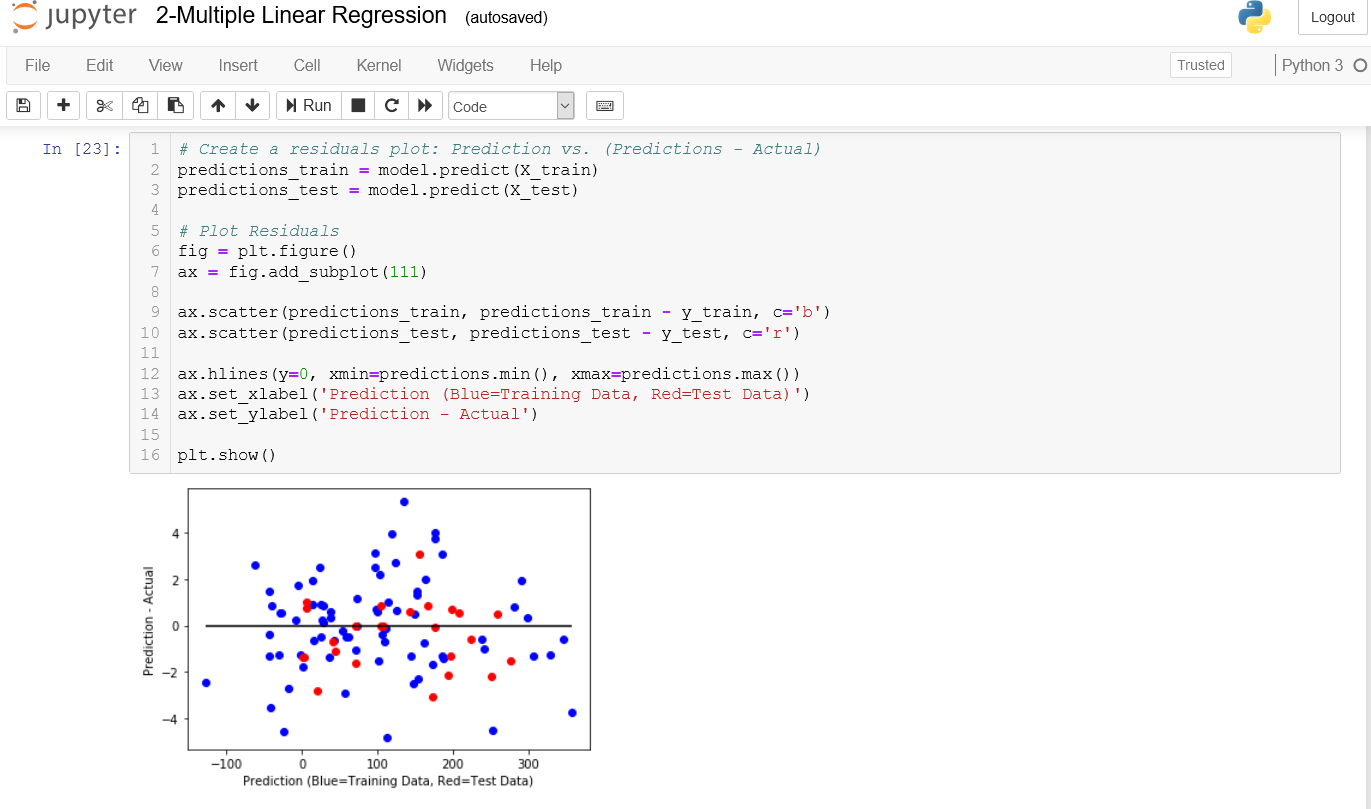 jupyter 2-Multiple Linear Regression (autosaved) Logout
File Edit View Insert Cell Kernel Widgets Help Trusted Python 3
Run Code
In [23]:
1 # Create a residuals plot: Prediction vs. (Predictions - Actual)
2 predictions_train = model.predict(X_train)
3 predictions_test = model.predict(X_test)
4
5 # Plot Residuals
6 fig = plt.figure()
7 ax = fig.add_subplot(111)
8
9 ax.scatter(predictions_train, predictions_train - y_train, c='b')
10 ax.scatter(predictions_test, predictions_test - y_test, c='r')
11
12 ax.hlines(y=0, xmin=predictions.min(), xmax=predictions.max())
13 ax.set_xlabel('Prediction (Blue=Training Data, Red=Test Data)')
14 ax.set_ylabel('Prediction - Actual')
15
16 plt.show()
Prediction - Actual
4
2
0
−2
−4
−100 0 100 200 300
Prediction (Blue=Training Data, Red=Test Data)